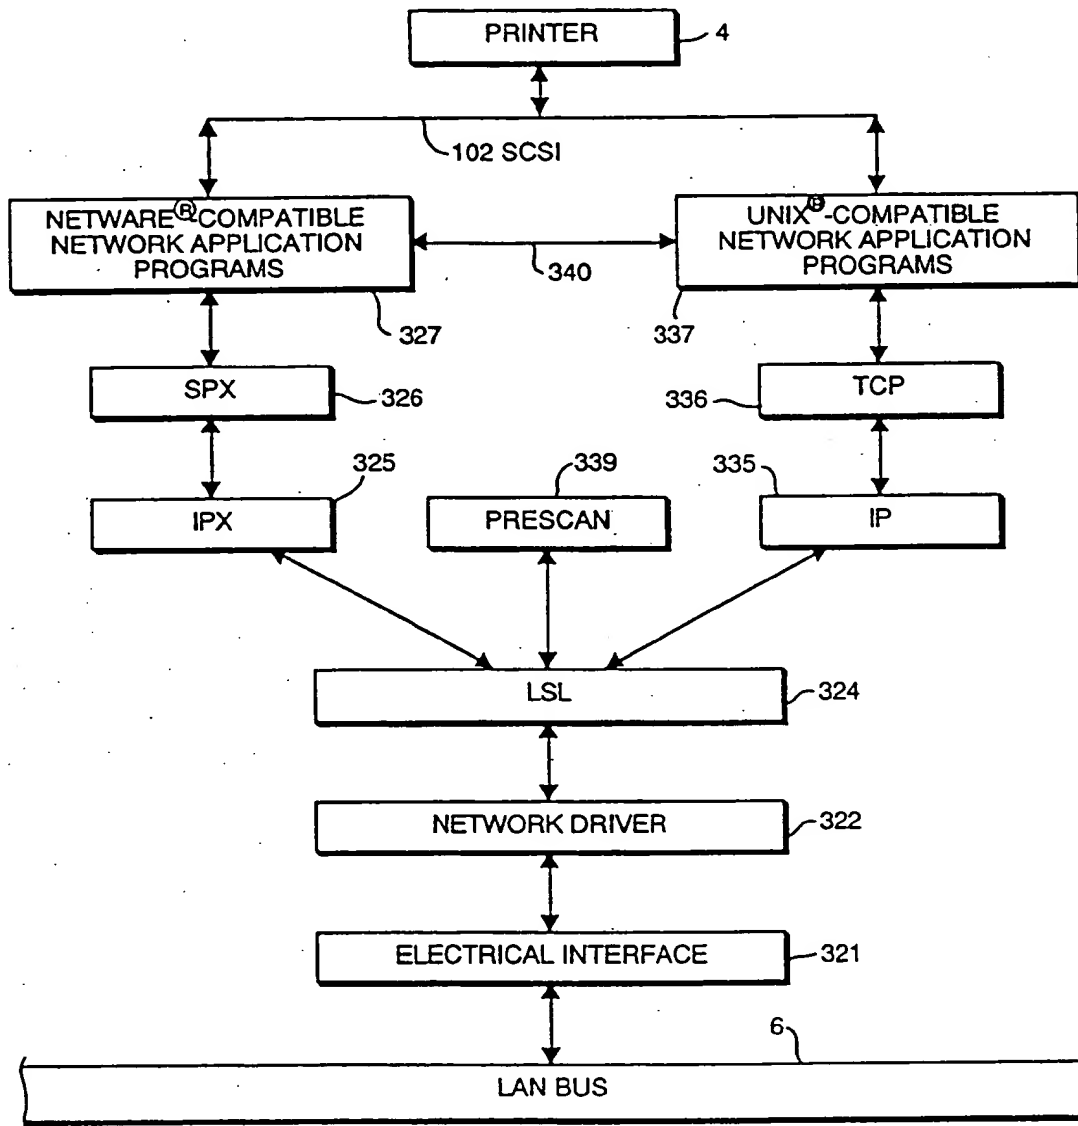 PRINTER
4
102 SCSI
NETWARE®-COMPATIBLE
NETWORK APPLICATION
PROGRAMS
UNIX®-COMPATIBLE
NETWORK APPLICATION
PROGRAMS
340
327
337
SPX
326
TCP
336
325
339
335
IPX
PRESCAN
IP
LSL
324
NETWORK DRIVER
322
ELECTRICAL INTERFACE
321
6
LAN BUS